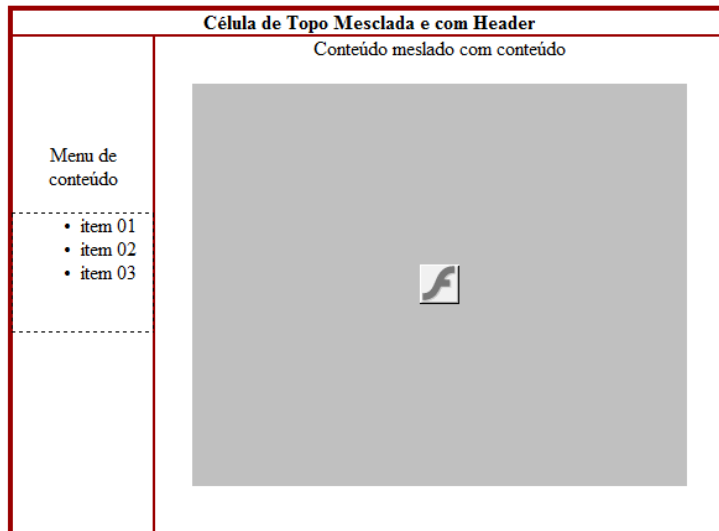 Célula de Topo Mesclada e com Header
Conteúdo meslado com conteúdo
Menu de
conteúdo
• item 01
• item 02
• item 03